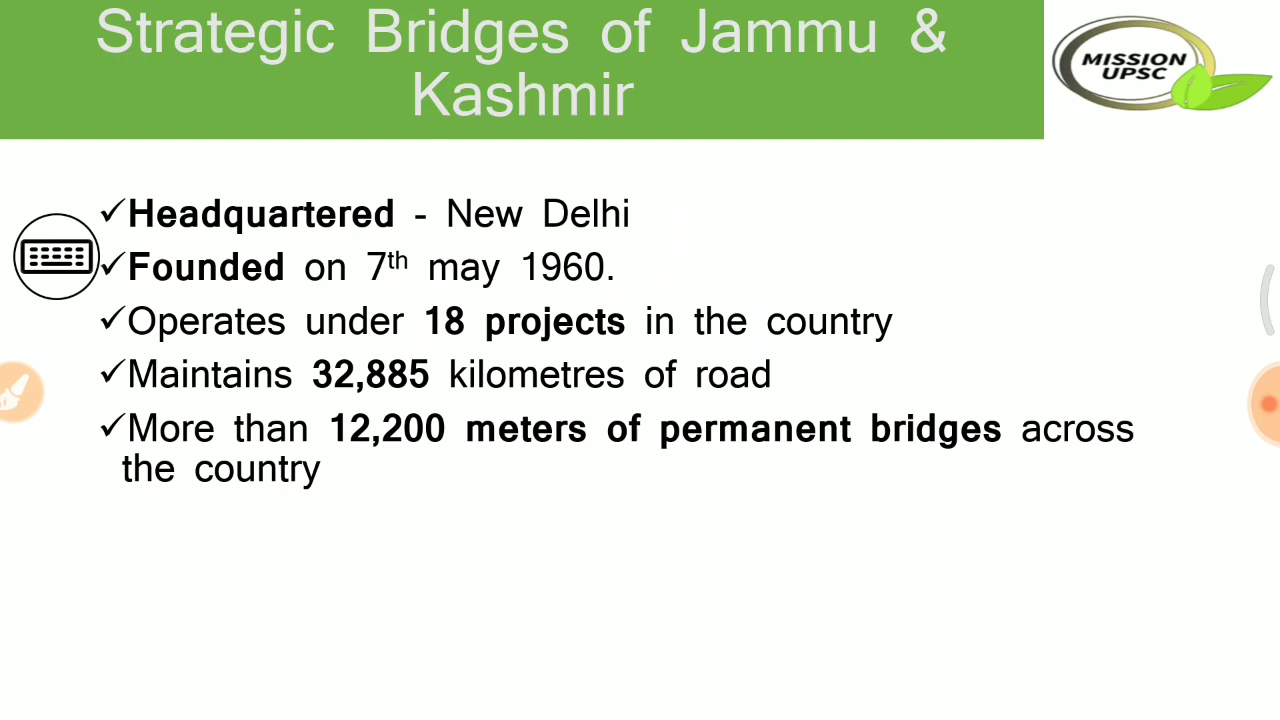 Strategic Bridges of Jammu &
Kashmir
MISSION
UPSC
✓Headquartered - New Delhi
✓Founded on 7th may 1960.
✓Operates under 18 projects in the country
✓Maintains 32,885 kilometres of road
✓More than 12,200 meters of permanent bridges across
the country